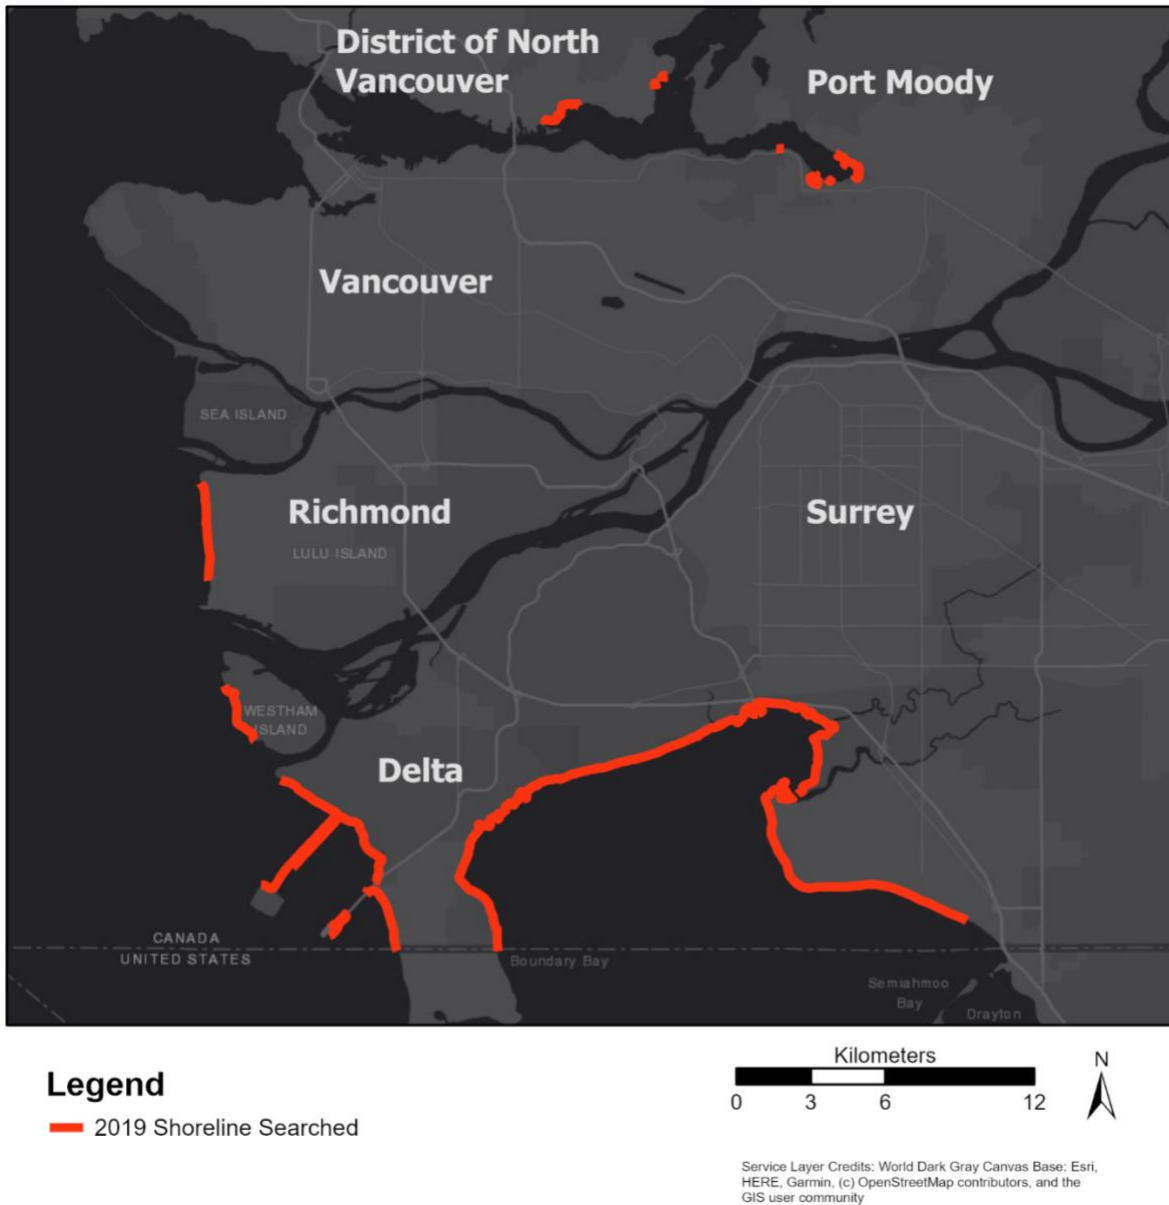 District of North
Vancouver
Port Moody
Vancouver
SEA ISLAND
Richmond
Surrey
LULU ISLAND
WESTHAM
ISLAND
Delta
CANADA
UNITED STATES
Boundary Bay
Semiahmoo
Bay
Drayton
Legend
2019 Shoreline Searched
Kilometers
0 3 6 12
N
Service Layer Credits: World Dark Gray Canvas Base: Esri,
HERE, Garmin, (c) OpenStreetMap contributors, and the
GIS user community